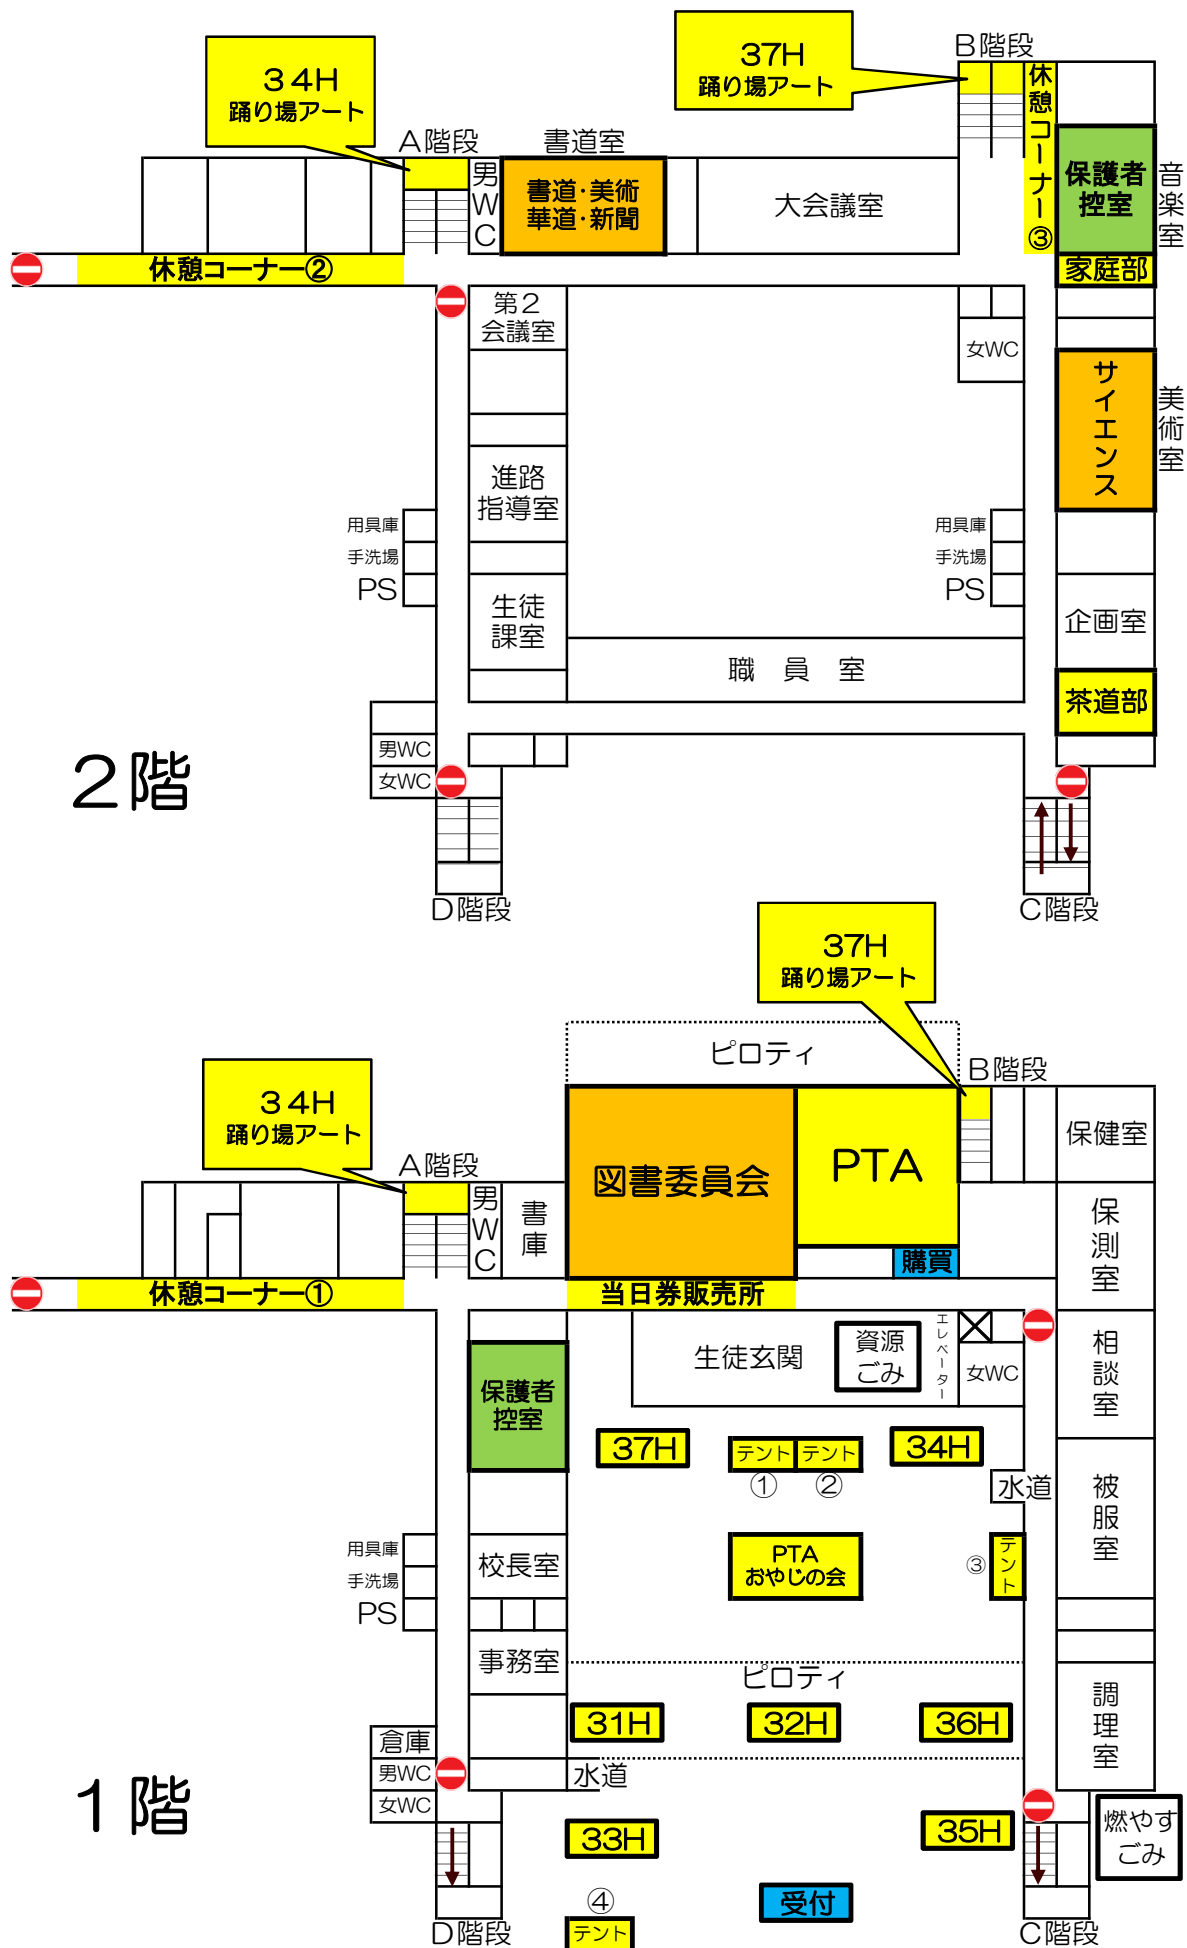 34H
踊り場アート
37H
踊り場アート
B階段
A階段
書道室
休憩コーナー③
男WC
書道・美術
華道・新聞
大会議室
保護者
控室
音楽室
休憩コーナー②
家庭部
第2
会議室
女WC
サイエンス
美術室
進路
指導室
用具庫
手洗場
PS
用具庫
手洗場
PS
生徒
課室
企画室
職員室
茶道部
2階
男WC
女WC
D階段
C階段
37H
踊り場アート
ピロティ
34H
踊り場アート
B階段
A階段
図書委員会
PTA
保健室
男WC
書庫
保測室
購買
休憩コーナー①
当日券販売所
生徒玄関
資源
ごみ
エレベーター
女WC
相談室
保護者
控室
37H
テント
テント
34H
①
②
水道
被服室
用具庫
手洗場
PS
校長室
PTA
おやじの会
③
テント
事務室
ピロティ
31H
32H
36H
調理室
倉庫
男WC
女WC
水道
1階
33H
35H
燃やす
ごみ
④
テント
受付
D階段
C階段